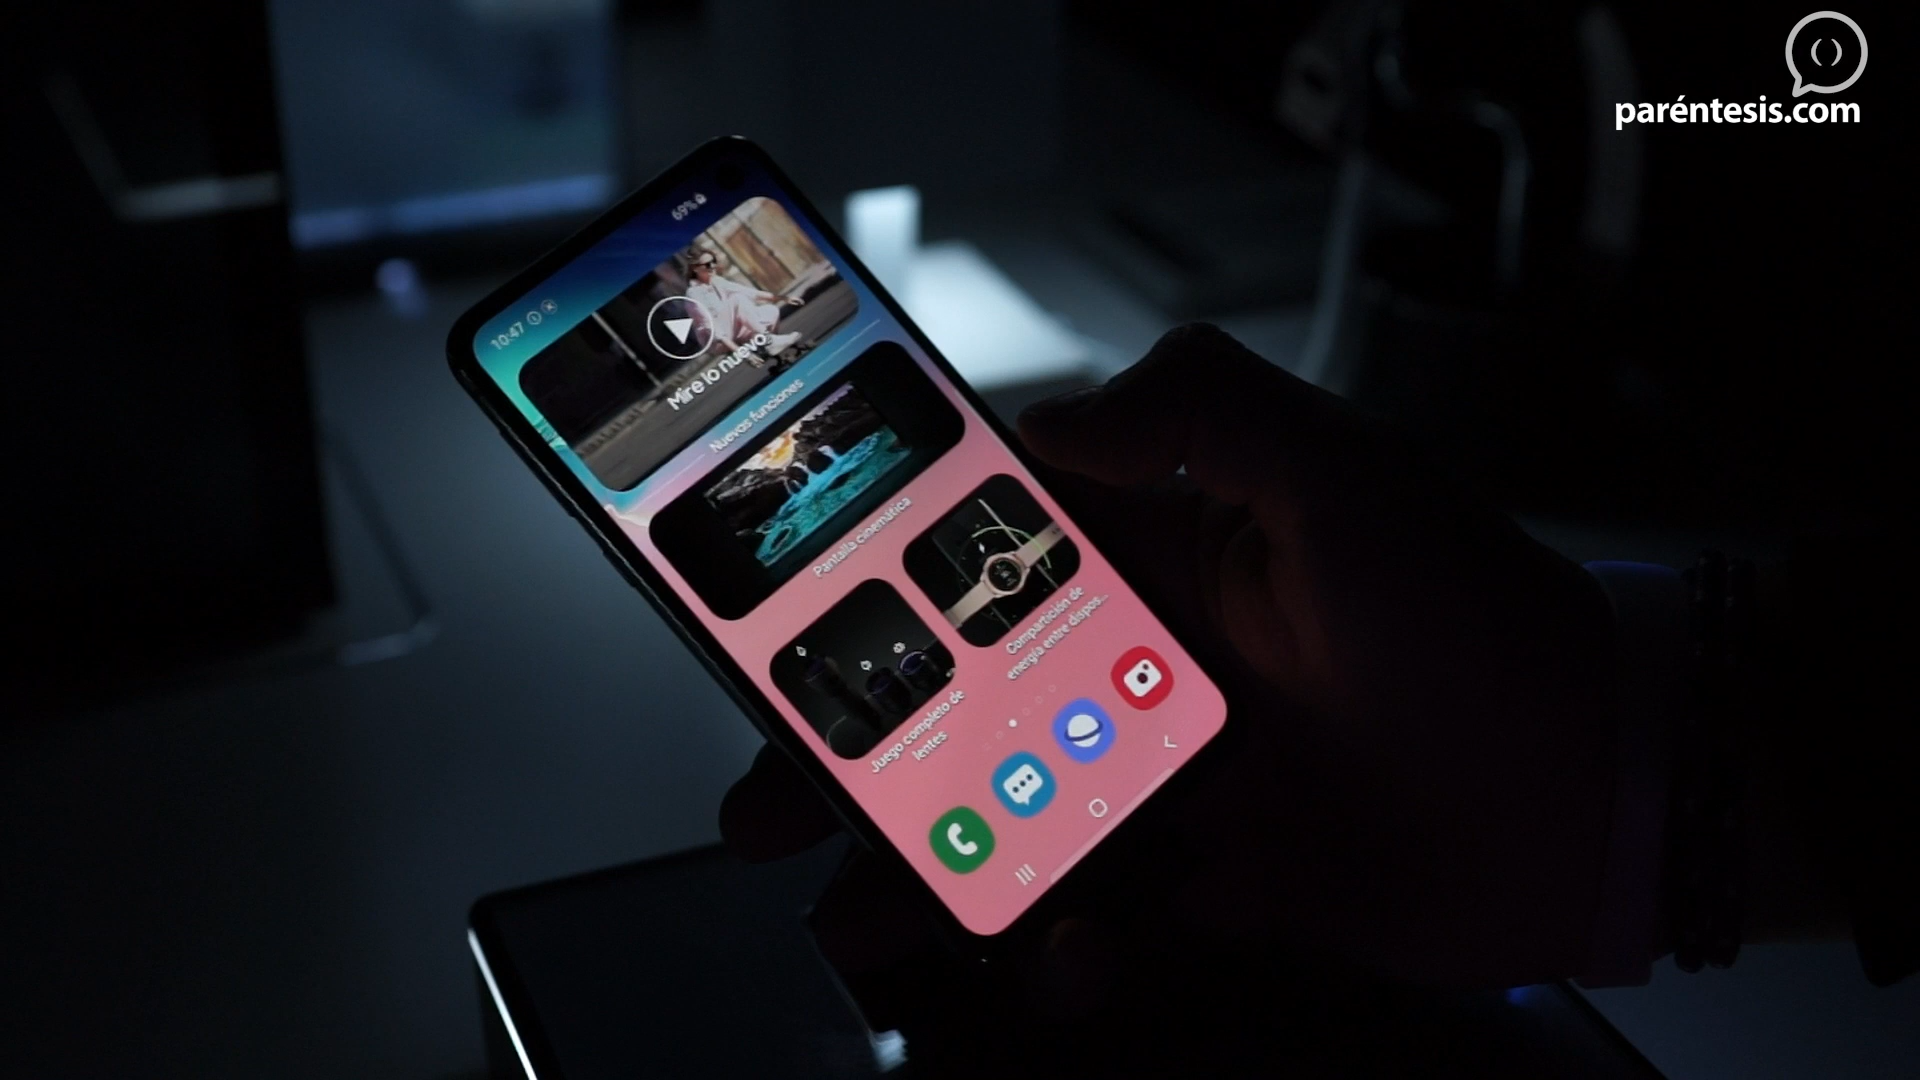 ( )
paréntesis.com
10:47
69%
Mire lo nuevo
Nuevas funciones
Pantalla cinemática
Juego completo de
lentes
Compartición de
energía entre dispos...